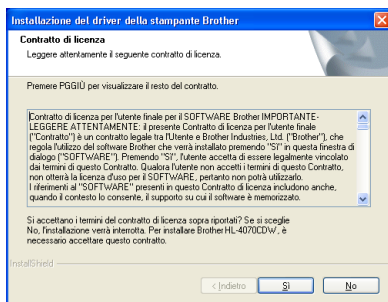 Installazione del driver della stampante Brother
Contratto di licenza
Leggere attentamente il seguente contratto di licenza.
Premere PGGIÙ per visualizzare il resto del contratto.
Contratto di licenza per l'utente finale per il SOFTWARE Brother IMPORTANTE-
LEGGERE ATTENTAMENTE: il presente Contratto di licenza per l'utente finale
("Contratto") è un contratto legale tra l'Utente e Brother Industries, Ltd. ("Brother"), che
regola l'utilizzo del software Brother che verrà installato premendo "Sì" in questa finestra di
dialogo ("SOFTWARE"). Premendo "Sì", l'utente accetta di essere legalmente vincolato
dai termini di questo Contratto. Qualora l'utente non accetti i termini di questo Contratto,
non otterrà la licenza d'uso per il SOFTWARE, pertanto non potrà utilizzarlo.
I riferimenti al "SOFTWARE" presenti in questo Contratto di licenza includono anche,
quando il contesto lo consente, il supporto su cui il software è memorizzato.
Si accettano i termini del contratto di licenza sopra riportati? Se si sceglie
No, l'installazione verrà interrotta. Per installare Brother HL-4070CDW, è
necessario accettare questo contratto.
InstallShield
< Indietro
Sì
No